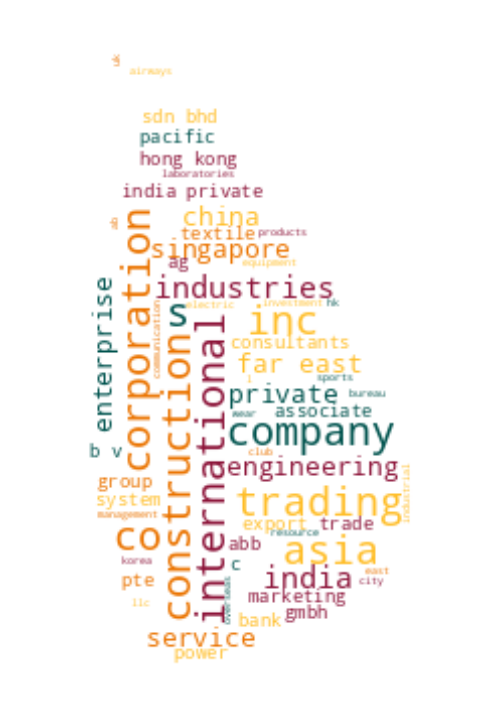 uk
airways
sdn bhd
pacific
hong kong
laboratories
india private
china
ab
textile
products
singapore
ag
equipment
industries
corporation
enterprise
communication
s
electric
investment
hk
inc
constructions
international
consultants
far east
l
sports
private
bureau
wear
associate
company
b v
club
engineering
group
system
trading
industrial
management
export
trade
co
resource
abb
asia
korea
c
pte
india
east
city
overseas
marketing
llc
gmbh
bank
service
power